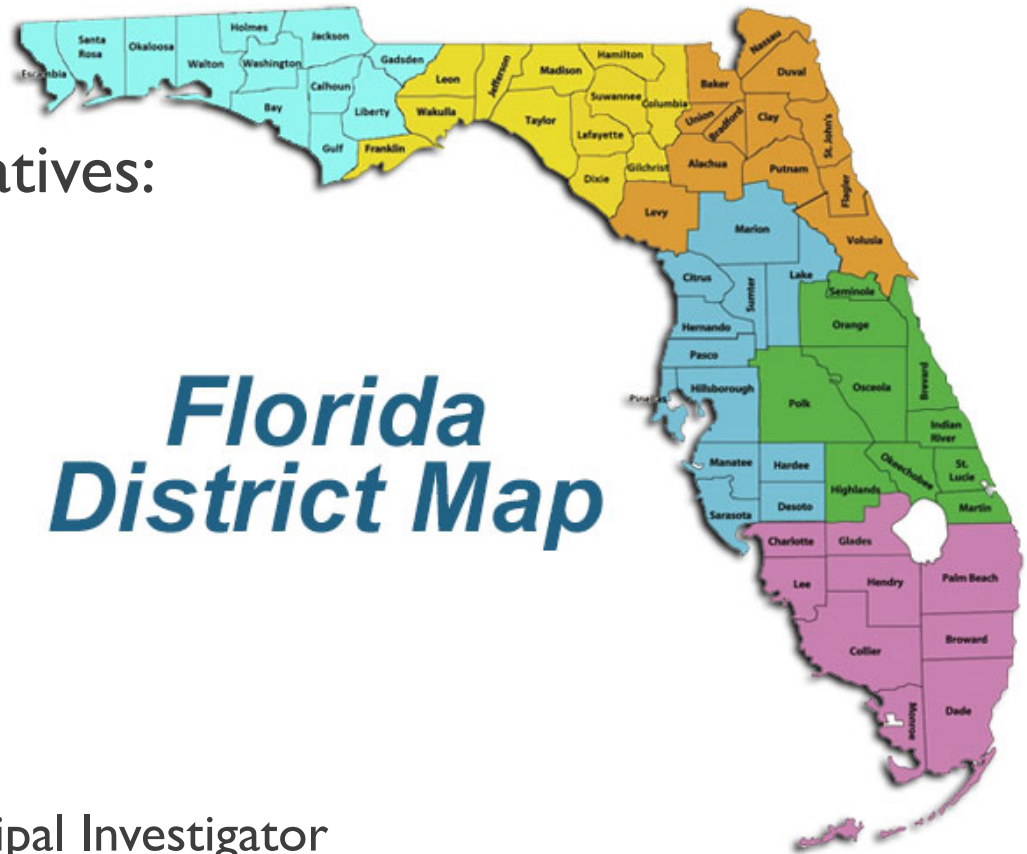 Holmes
Jackson
Santa
Rosa
Okaloosa
Walton
Washington
Gadsden
Escambia
Calhoun
Bay
Liberty
Gulf
Franklin
Leon
Jefferson
Madison
Hamilton
Wakulla
Taylor
Suwannee
Columbia
Lafayette
Dixie
Gilchrist
Nassau
Baker
Duval
Union
Bradford
Clay
St. John's
Alachua
Putnam
Flagler
Levy
Volusia
atives:
Marion
Citrus
Sumter
Lake
Seminole
Hernando
Orange
Pasco
Pinellas
Hillsborough
Polk
Osceola
Brevard
Indian
River
Florida
District Map
Manatee
Hardee
Okeechobee
St.
Lucie
Highlands
Sarasota
Desoto
Martin
Charlotte
Glades
Lee
Hendry
Palm Beach
Collier
Broward
Monroe
Dade
ipal Investigator